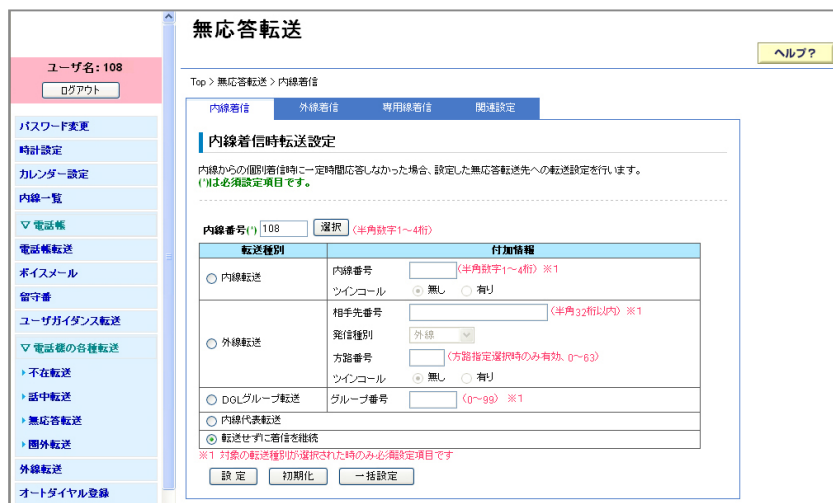 無応答転送
ヘルプ?
ユーザ名:108
ログアウト
パスワード変更
時計設定
カレンダー設定
内線一覧
▽電話帳
電話帳転送
ボイスメール
留守番
ユーザガイダンス転送
▽電話機の各種転送
不在転送
話中転送
無応答転送
圏外転送
外線転送
オートダイヤル登録
Top > 無応答転送 > 内線着信
内線着信 外線着信 専用線着信 関連設定
内線着信時転送設定
内線からの個別着信時に一定時間応答しなかった場合、設定した無応答転送先への転送設定を行います。
(*)は必須設定項目です。
内線番号(*) 108 選択 (半角数字1~4桁)
転送種別 付加情報
内線転送 内線番号 (半角数字1~4桁) ※1
ツインコール 無し 有り
外線転送 相手先番号 (半角32桁以内) ※1
発信種別 外線
方路番号 (方路指定選択時のみ有効、0~63)
ツインコール 無し 有り
DGLグループ転送 グループ番号 (0~99) ※1
内線代表転送
転送せずに着信を継続
※1 対象の転送種別が選択された時のみ必須設定項目です
設 定 初期化 一括設定